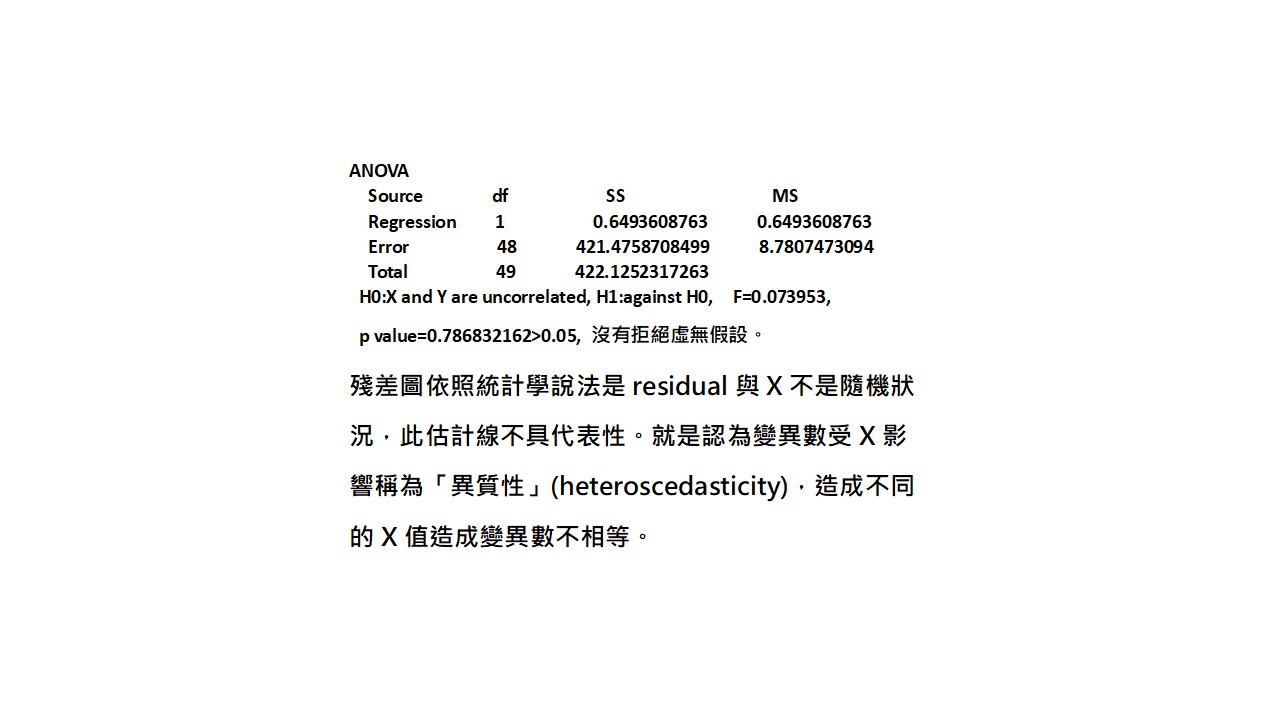 ANOVA
Source df SS MS
Regression 1 0.6493608763 0.6493608763
Error 48 421.4758708499 8.7807473094
Total 49 422.1252317263
H0:X and Y are uncorrelated, H1:against H0, F=0.073953,
p value=0.786832162>0.05, 沒有拒絕虛無假設。
殘差圖依照統計學說法是 residual 與 X 不是隨機狀
況，此估計線不具代表性。就是認為變異數受 X 影
響稱為「異質性」(heteroscedasticity)，造成不同
的 X 值造成變異數不相等。